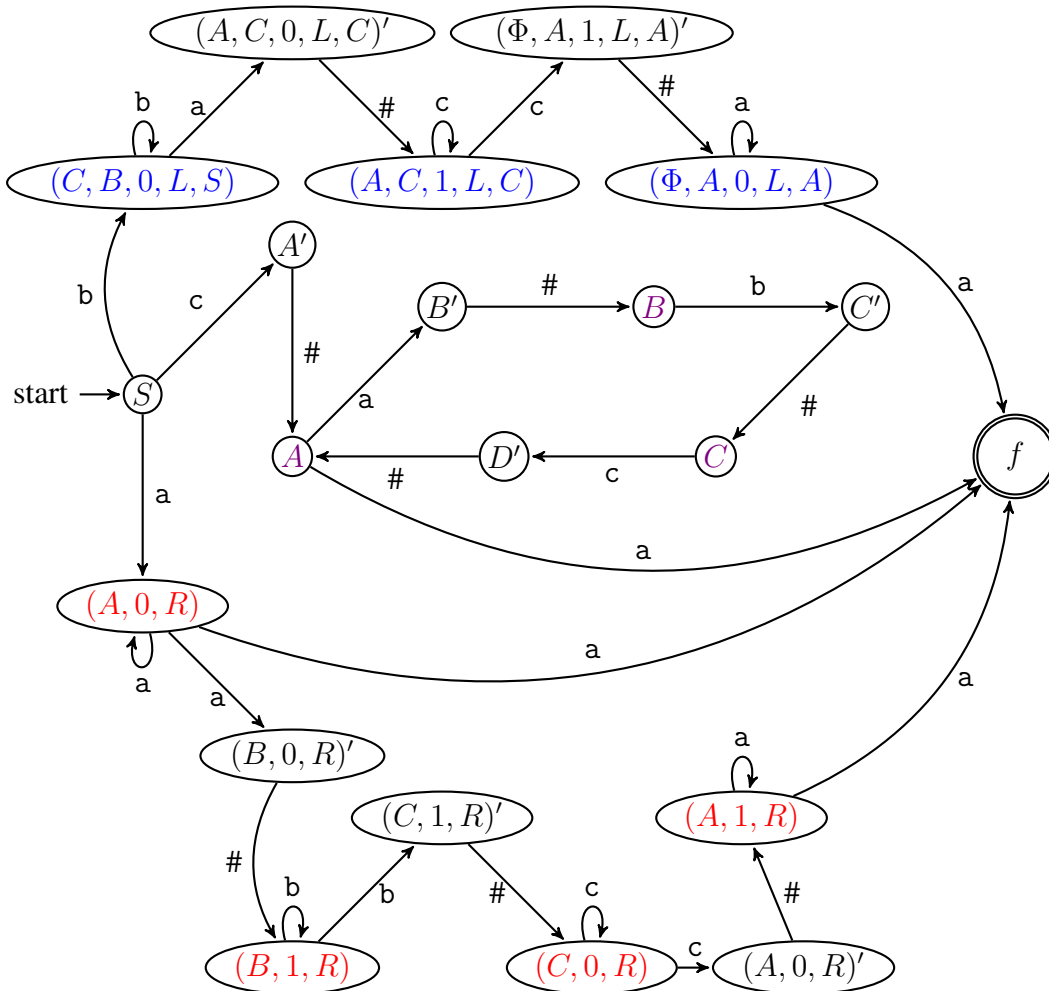 (A, C, 0, L, C)′ (Φ, A, 1, L, A)′
b a # c c # a
(C, B, 0, L, S) (A, C, 1, L, C) (Φ, A, 0, L, A)
A′
b c # B′ # B b C′ a
start S
a #
A # D′ c C f
a a
(A, 0, R)
a a a a
(B, 0, R)′
a
(C, 1, R)′ (A, 1, R)
# b b # c #
(B, 1, R) (C, 0, R) c (A, 0, R)′